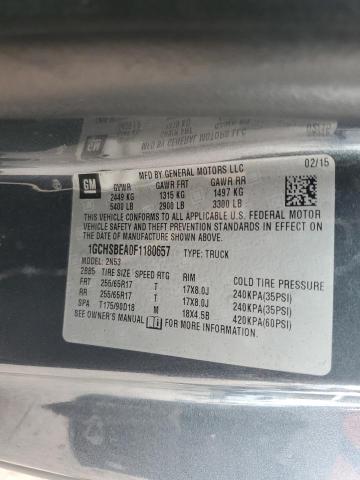 02/15
GM
MFD BY GENERAL MOTORS LLC
GVWR GAWR FRT GAWR RR
2449 KG 1315 KG 1497 KG
5400 LB 2900 LB 3300 LB
THIS VEHICLE CONFORMS TO ALL APPLICABLE U.S. FEDERAL MOTOR
VEHICLE SAFETY AND THEFT PREVENTION STANDARDS IN EFFECT ON
THE DATE OF MANUFACTURE SHOWN ABOVE.
1GCHSBEA0F1180657 TYPE: TRUCK
MODEL: 2N53
2885 TIRE SIZE SPEED RTG RIM COLD TIRE PRESSURE
FRT 255/65R17 T 17X8.0J 240KPA(35PSI)
RR 255/65R17 T 17X8.0J 240KPA(35PSI)
SPA T175/90D18 M 18X4.5B 420KPA(60PSI)
SEE OWNER'S MANUAL FOR MORE INFORMATION.